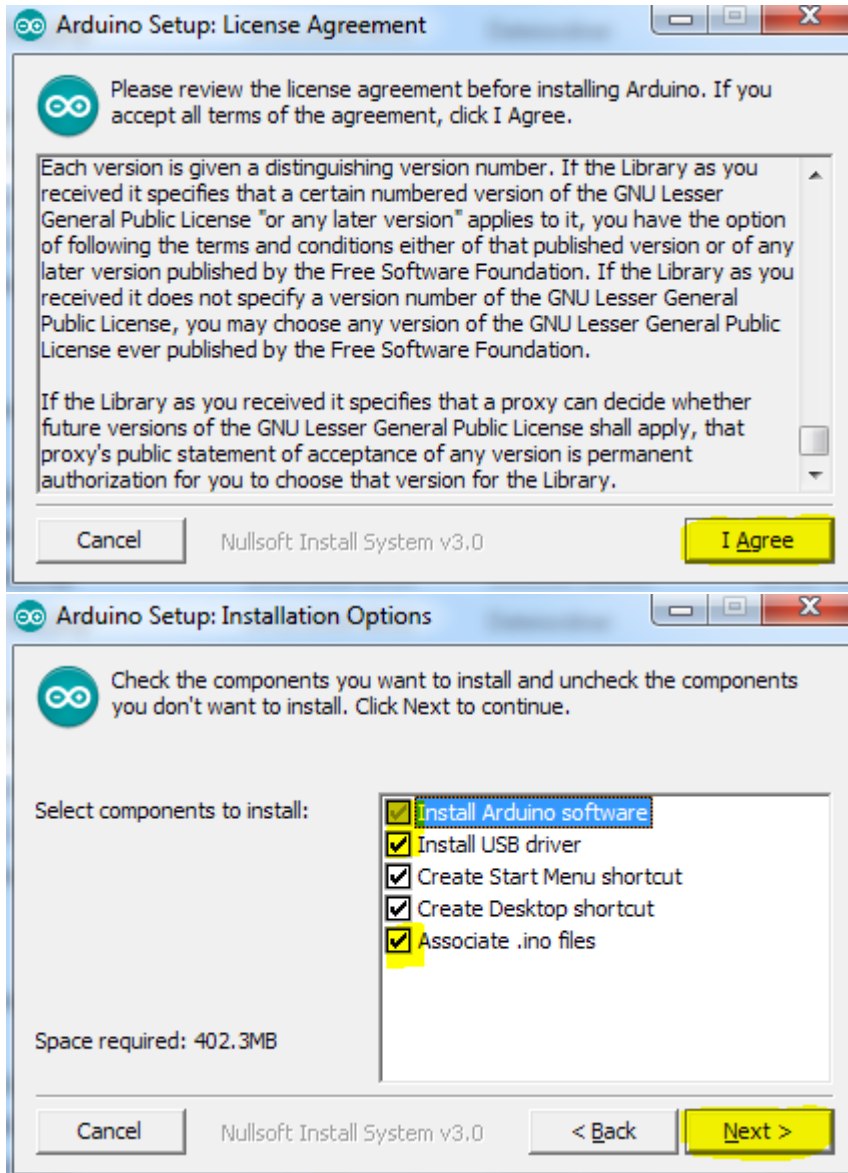 Arduino Setup: License Agreement
Please review the license agreement before installing Arduino. If you
accept all terms of the agreement, click I Agree.
Each version is given a distinguishing version number. If the Library as you
received it specifies that a certain numbered version of the GNU Lesser
General Public License "or any later version" applies to it, you have the option
of following the terms and conditions either of that published version or of any
later version published by the Free Software Foundation. If the Library as you
received it does not specify a version number of the GNU Lesser General
Public License, you may choose any version of the GNU Lesser General Public
License ever published by the Free Software Foundation.
If the Library as you received it specifies that a proxy can decide whether
future versions of the GNU Lesser General Public License shall apply, that
proxy's public statement of acceptance of any version is permanent
authorization for you to choose that version for the Library.
Cancel Nullsoft Install System v3.0 I Agree
Arduino Setup: Installation Options
Check the components you want to install and uncheck the components
you don't want to install. Click Next to continue.
Select components to install: Install Arduino software
Install USB driver
Create Start Menu shortcut
Create Desktop shortcut
Associate .ino files
Space required: 402.3MB
Cancel Nullsoft Install System v3.0 < Back Next >